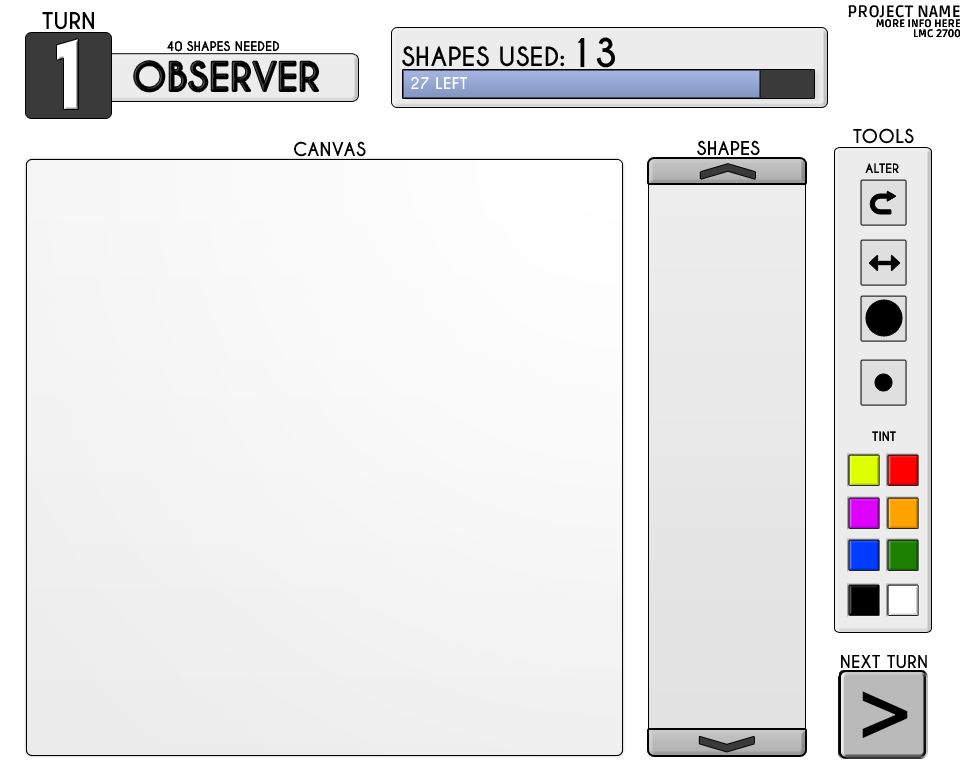 TURN
1
40 SHAPES NEEDED
OBSERVER
SHAPES USED: 13
27 LEFT
PROJECT NAME
MORE INFO HERE
LMC 2700
CANVAS
SHAPES
TOOLS
ALTER
TINT
NEXT TURN
>